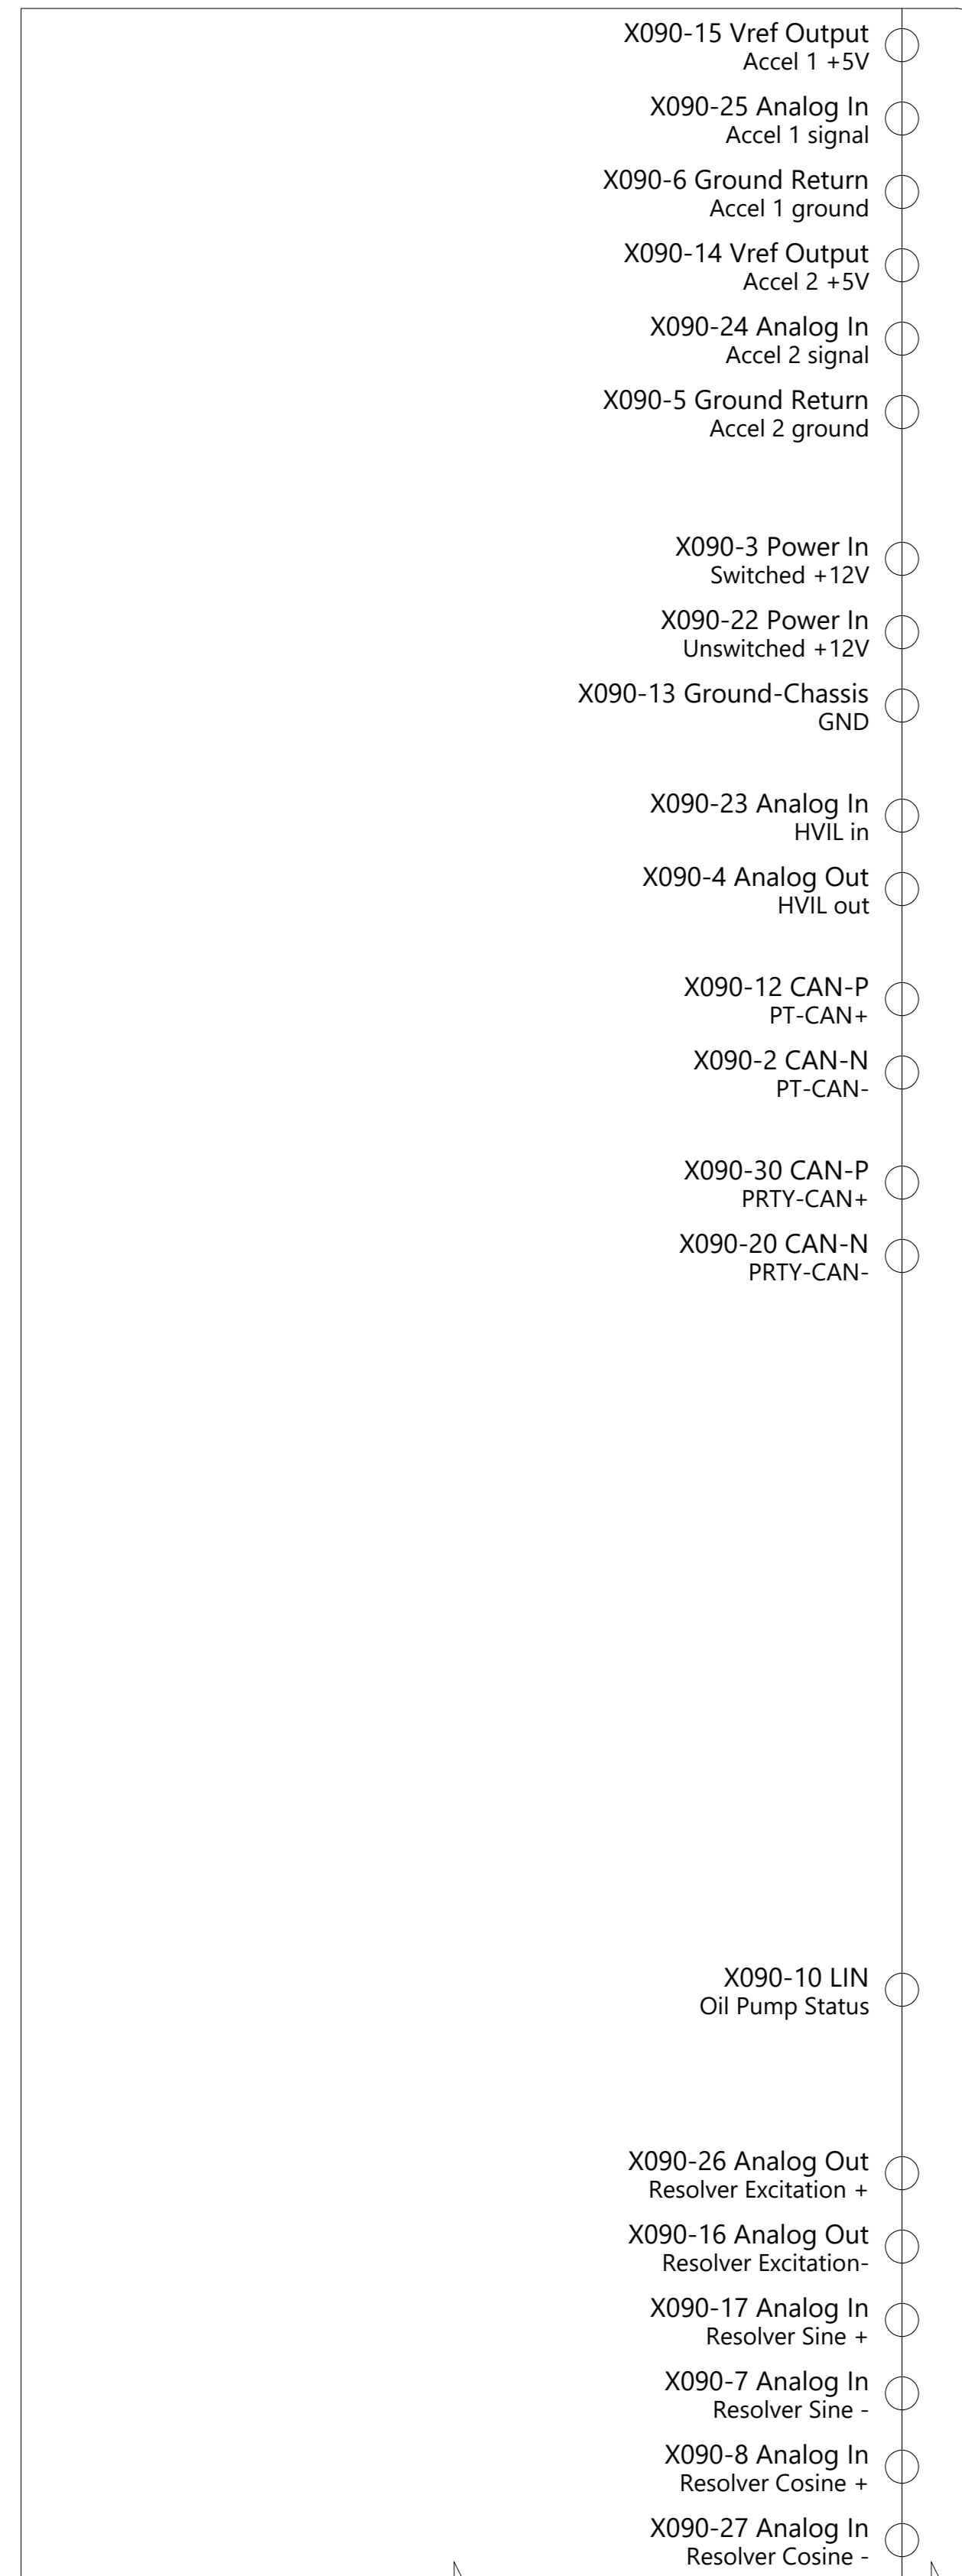 X090-15 Vref Output
Accel 1 +5V
X090-25 Analog In
Accel 1 signal
X090-6 Ground Return
Accel 1 ground
X090-14 Vref Output
Accel 2 +5V
X090-24 Analog In
Accel 2 signal
X090-5 Ground Return
Accel 2 ground
X090-3 Power In
Switched +12V
X090-22 Power In
Unswitched +12V
X090-13 Ground-Chassis
GND
X090-23 Analog In
HVIL in
X090-4 Analog Out
HVIL out
X090-12 CAN-P
PT-CAN+
X090-2 CAN-N
PT-CAN-
X090-30 CAN-P
PRTY-CAN+
X090-20 CAN-N
PRTY-CAN-
X090-10 LIN
Oil Pump Status
X090-26 Analog Out
Resolver Excitation +
X090-16 Analog Out
Resolver Excitation-
X090-17 Analog In
Resolver Sine +
X090-7 Analog In
Resolver Sine -
X090-8 Analog In
Resolver Cosine +
X090-27 Analog In
Resolver Cosine -